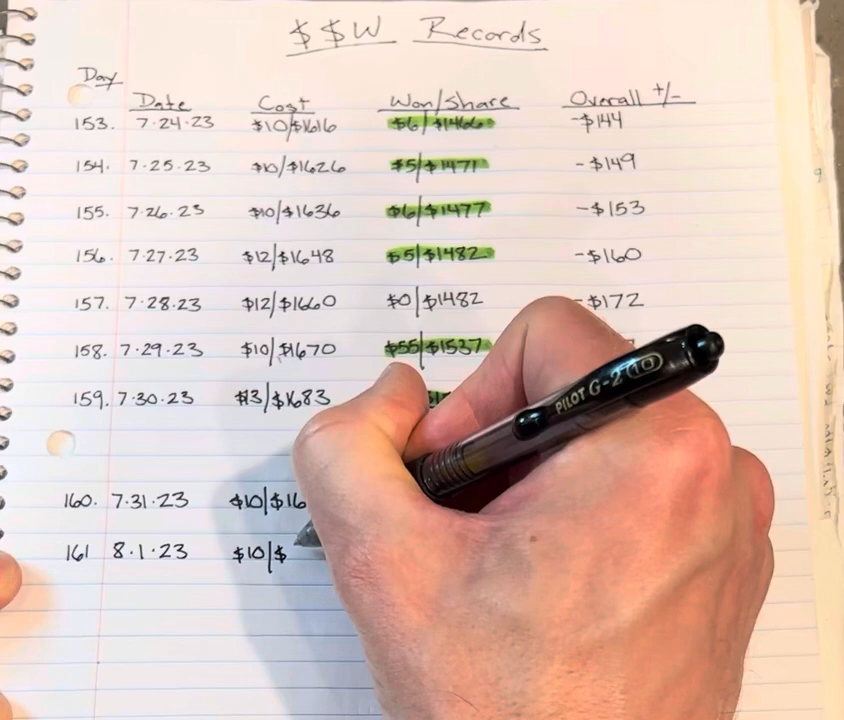 $$W Records
Day
Date Cost Won/Share Overall +/-
153. 7.24.23 $10/$1616 $6/$1466 -$144
154. 7.25.23 $10/$1626 $5/$1471 -$149
155. 7.26.23 $10/$1636 $6/$1477 -$153
156. 7.27.23 $12/$1648 $5/$1482 -$160
157. 7.28.23 $12/$1660 $0/$1482 -$172
158. 7.29.23 $10/$1670 $55/$1537
159. 7.30.23 $13/$1683
PILOT G-2 10
160. 7.31.23 $10/$16
161 8.1.23 $10/$